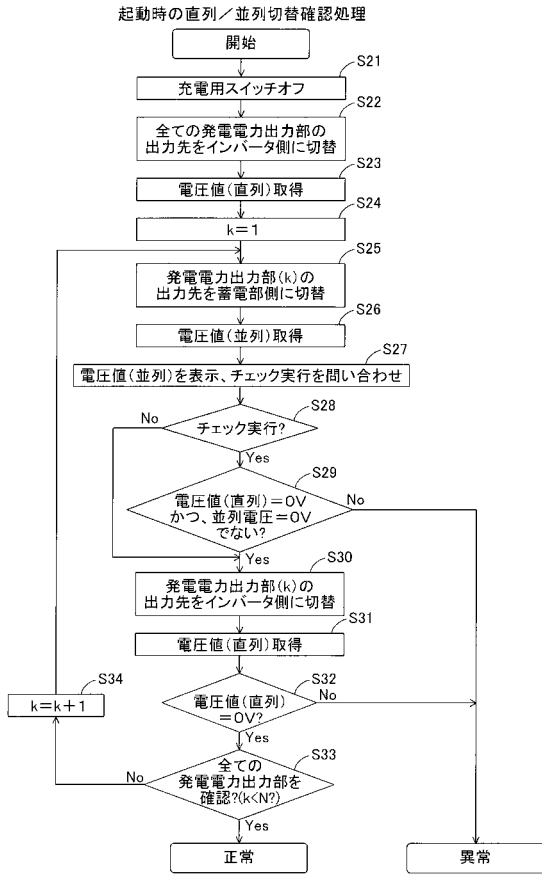 起動時の直列／並列切替確認処理
開始
S21
充電用スイッチオフ
S22
全ての発電電力出力部の
出力先をインバータ側に切替
S23
電圧値(直列)取得
S24
k=1
S25
発電電力出力部(k)の
出力先を蓄電部側に切替
S26
電圧値(並列)取得
S27
電圧値(並列)を表示、チェック実行を問い合わせ
S28
No
チェック実行?
Yes
S29
電圧値(直列)=0V
かつ、並列電圧=0V
でない?
No
Yes
S30
発電電力出力部(k)の
出力先をインバータ側に切替
S31
電圧値(直列)取得
S32
電圧値(直列)
=0V?
No
Yes
S34
k=k+1
S33
全ての
発電電力出力部を
確認?(k<N?)
No
Yes
正常
異常